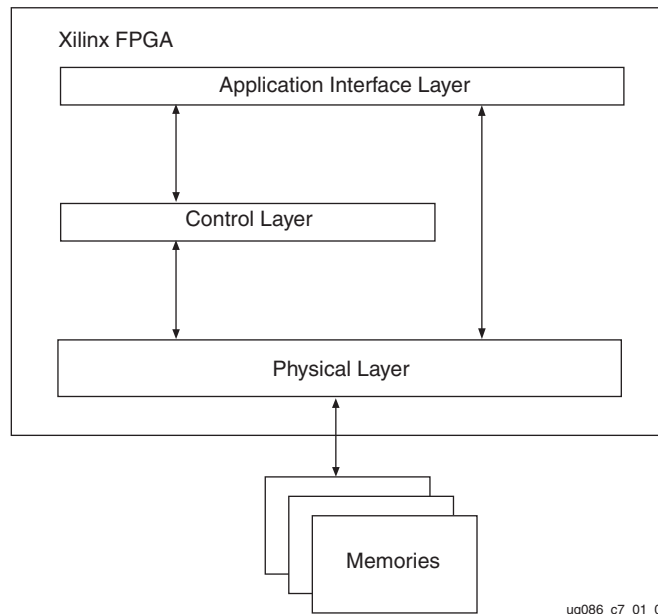 Xilinx FPGA
Application Interface Layer
Control Layer
Physical Layer
Memories